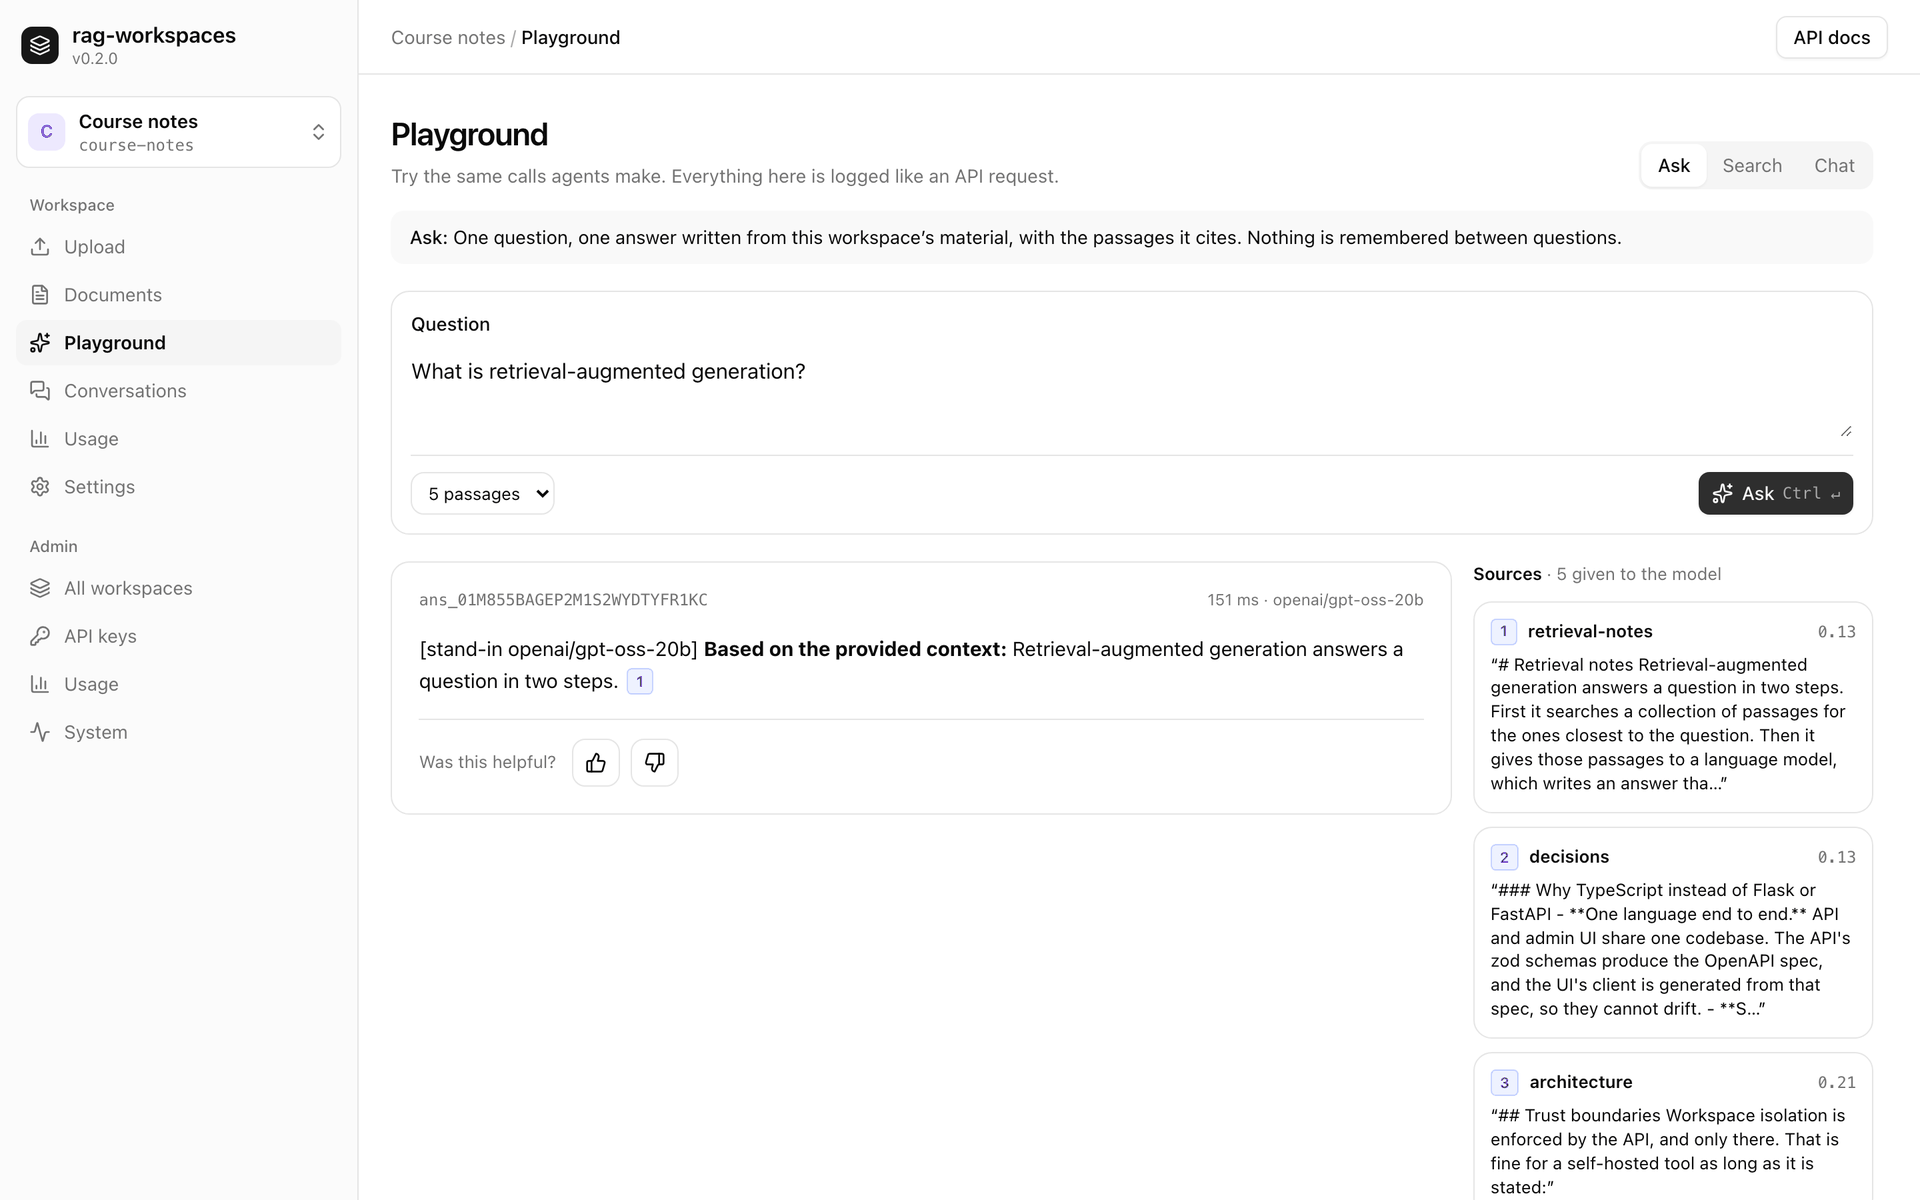 rag-workspaces
v0.2.0
C
Course notes
course-notes
Workspace
Upload
Documents
Playground
Conversations
Usage
Settings
Admin
All workspaces
API keys
Usage
System
Course notes / Playground
API docs
Playground
Try the same calls agents make. Everything here is logged like an API request.
Ask Search Chat
Ask: One question, one answer written from this workspace’s material, with the passages it cites. Nothing is remembered between questions.
Question
What is retrieval-augmented generation?
5 passages
Ask Ctrl ↵
ans_01M855BAGEP2M1S2WYDTYFR1KC
151 ms · openai/gpt-oss-20b
[stand-in openai/gpt-oss-20b] Based on the provided context: Retrieval-augmented generation answers a
question in two steps. 1
Was this helpful?
Sources · 5 given to the model
1 retrieval-notes 0.13
“# Retrieval notes Retrieval-augmented
generation answers a question in two steps.
First it searches a collection of passages for
the ones closest to the question. Then it
gives those passages to a language model,
which writes an answer tha…”
2 decisions 0.13
“### Why TypeScript instead of Flask or
FastAPI - **One language end to end.** API
and admin UI share one codebase. The API's
zod schemas produce the OpenAPI spec,
and the UI's client is generated from that
spec, so they cannot drift. - **S…”
3 architecture 0.21
“## Trust boundaries Workspace isolation is
enforced by the API, and only there. That is
fine for a self-hosted tool as long as it is
stated:”